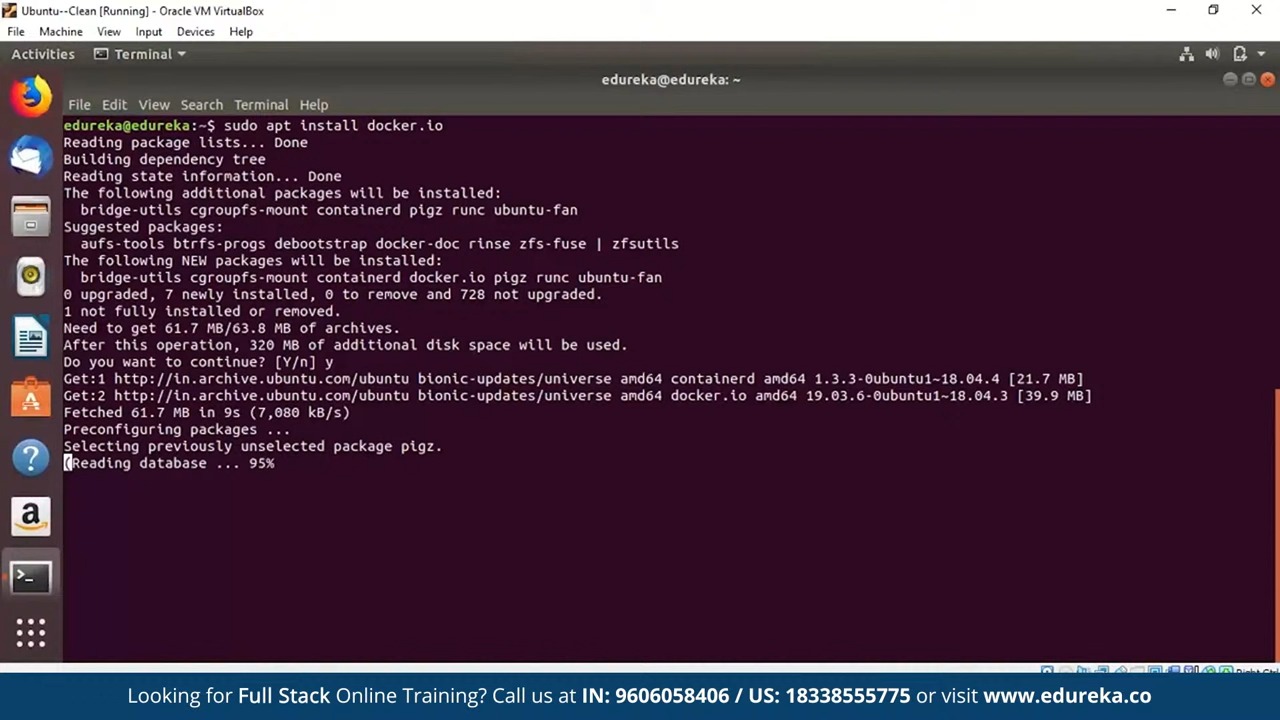 Ubuntu--Clean [Running] - Oracle VM VirtualBox
File Machine View Input Devices Help
Activities Terminal
edureka@edureka: ~
File Edit View Search Terminal Help
edureka@edureka:~$ sudo apt install docker.io
Reading package lists... Done
Building dependency tree
Reading state information... Done
The following additional packages will be installed:
bridge-utils cgroupfs-mount containerd pigz runc ubuntu-fan
Suggested packages:
aufs-tools btrfs-progs debootstrap docker-doc rinse zfs-fuse | zfsutils
The following NEW packages will be installed:
bridge-utils cgroupfs-mount containerd docker.io pigz runc ubuntu-fan
0 upgraded, 7 newly installed, 0 to remove and 728 not upgraded.
1 not fully installed or removed.
Need to get 61.7 MB/63.8 MB of archives.
After this operation, 320 MB of additional disk space will be used.
Do you want to continue? [Y/n] y
Get:1 http://in.archive.ubuntu.com/ubuntu bionic-updates/universe amd64 containerd amd64 1.3.3-0ubuntu1~18.04.4 [21.7 MB]
Get:2 http://in.archive.ubuntu.com/ubuntu bionic-updates/universe amd64 docker.io amd64 19.03.6-0ubuntu1~18.04.3 [39.9 MB]
Fetched 61.7 MB in 9s (7,080 kB/s)
Preconfiguring packages ...
Selecting previously unselected package pigz.
(Reading database ... 95%
Looking for Full Stack Online Training? Call us at IN: 9606058406 / US: 18338555775 or visit www.edureka.co